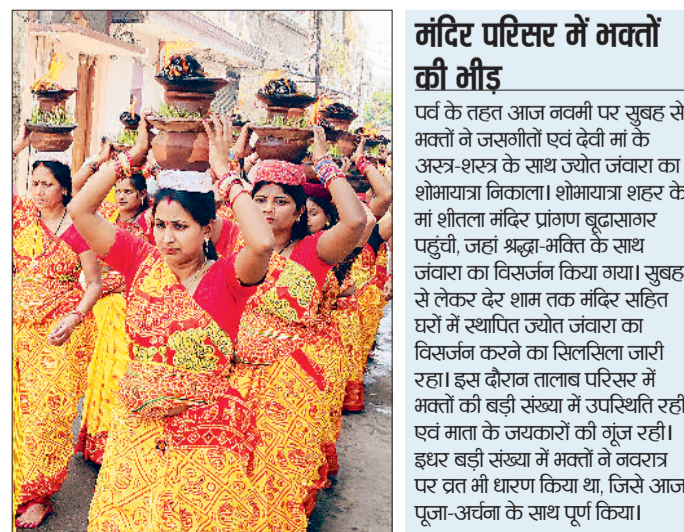 मंदिर परिसर में भक्तों
की भीड़
पर्व के तहत आज नवमी पर सुबह से
भक्तों ने जसगीतों एवं देवी मां के
अस्त्र-शस्त्र के साथ ज्योत जंवारा का
शोभायात्रा निकाला। शोभायात्रा शहर के
मां शीतला मंदिर प्रांगण बूढासागर
पहुंची, जहां श्रद्धा-भक्ति के साथ
जंवारा का विसर्जन किया गया। सुबह
से लेकर देर शाम तक मंदिर सहित
घरों में स्थापित ज्योत जंवारा का
विसर्जन करने का सिलसिला जारी
रहा। इस दौरान तालाब परिसर में
भक्तों की बड़ी संख्या में उपस्थिति रही
एवं माता के जयकारों की गूंज रही।
इधर बड़ी संख्या में भक्तों ने नवरात्र
पर व्रत भी धारण किया था, जिसे आज
पूजा-अर्चना के साथ पूर्ण किया।